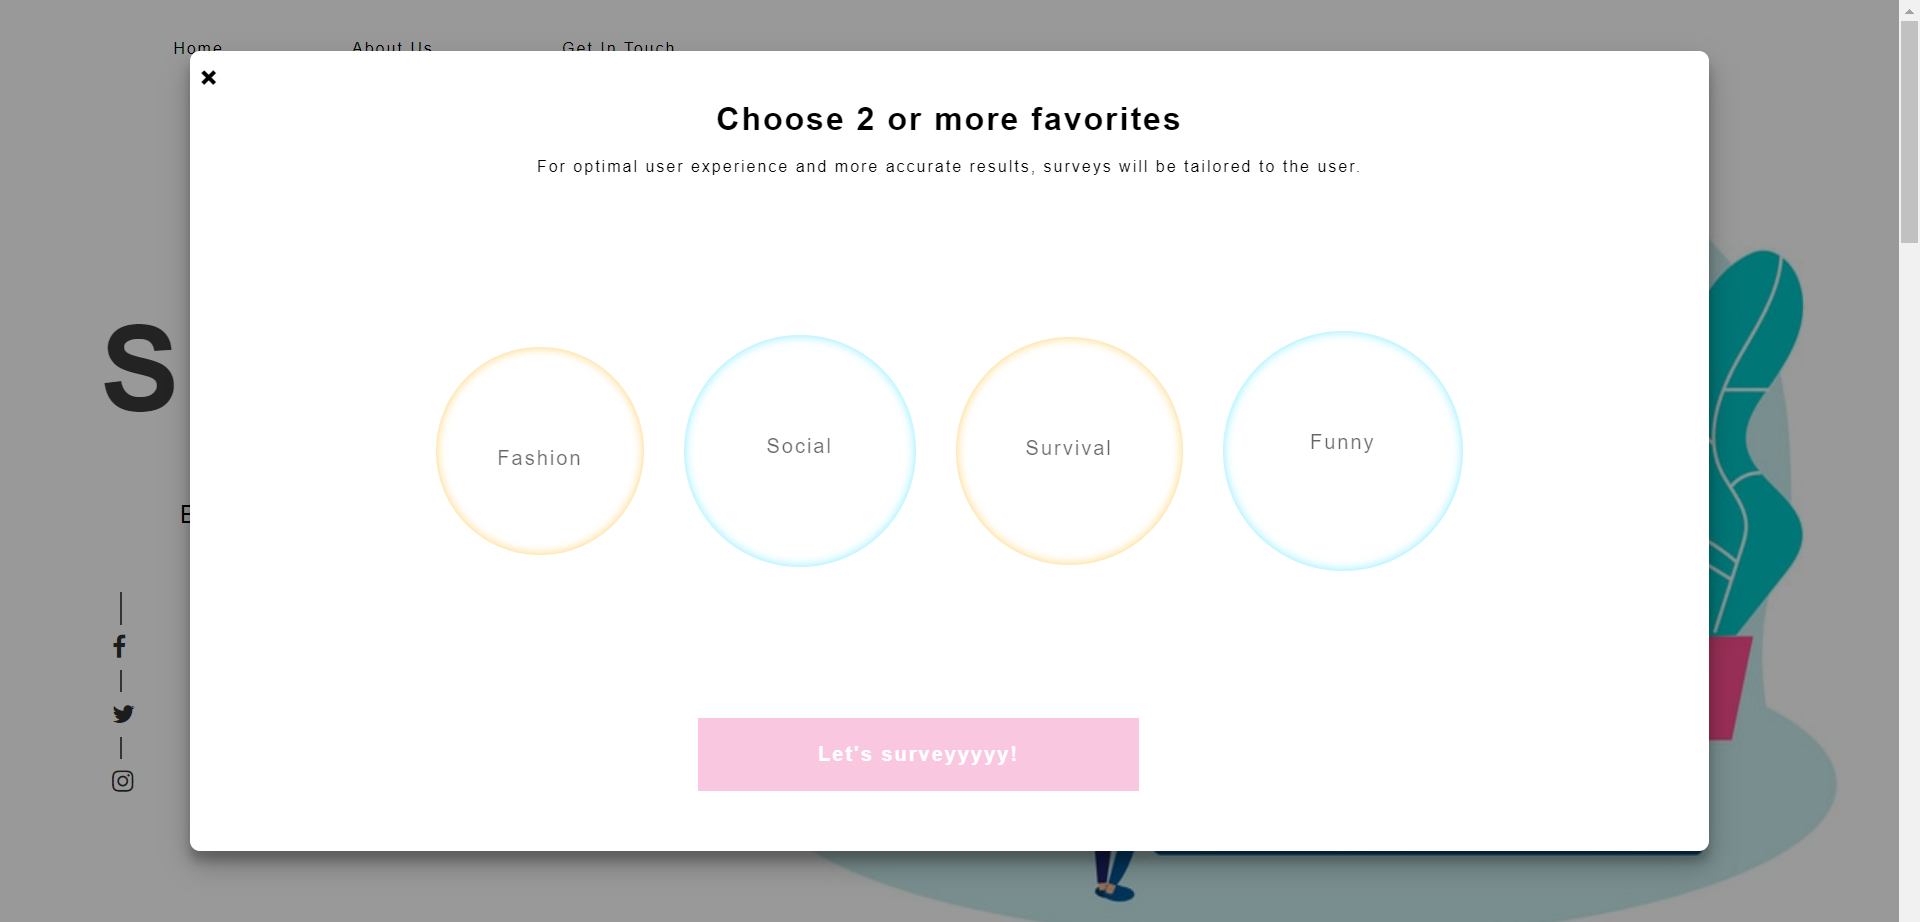 Home About Us Get In Touch
Choose 2 or more favorites
For optimal user experience and more accurate results, surveys will be tailored to the user.
S
Fashion Social Survival Funny
E
Let's surveyyyyy!